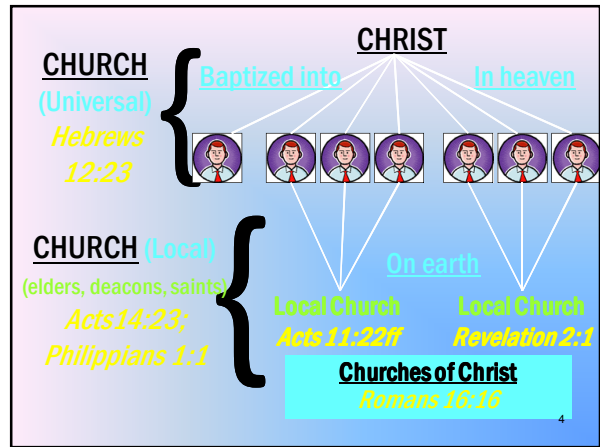 CHRIST
CHURCH
(Universal)
Hebrews
12:23
Baptized into
In heaven
CHURCH (Local)
(elders, deacons, saints)
Acts14:23;
Philippians 1:1
On earth
Local Church
Acts 11:22ff
Local Church
Revelation 2:1
Churches of Christ
Romans 16:16
4